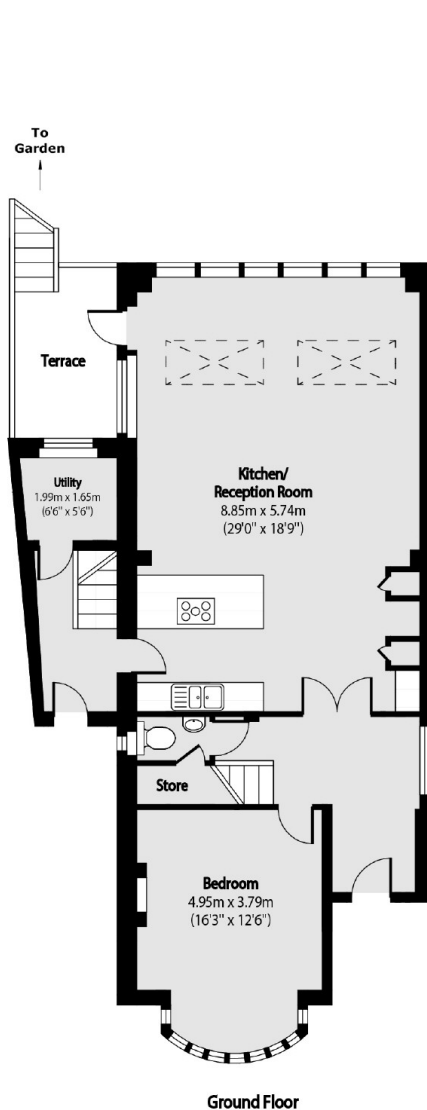 To
Garden
Terrace
Utility
1.99m x 1.65m
(6'6" x 5'6")
Kitchen/
Reception Room
8.85m x 5.74m
(29'0" x 18'9")
Store
Bedroom
4.95m x 3.79m
(16'3" x 12'6")
Ground Floor